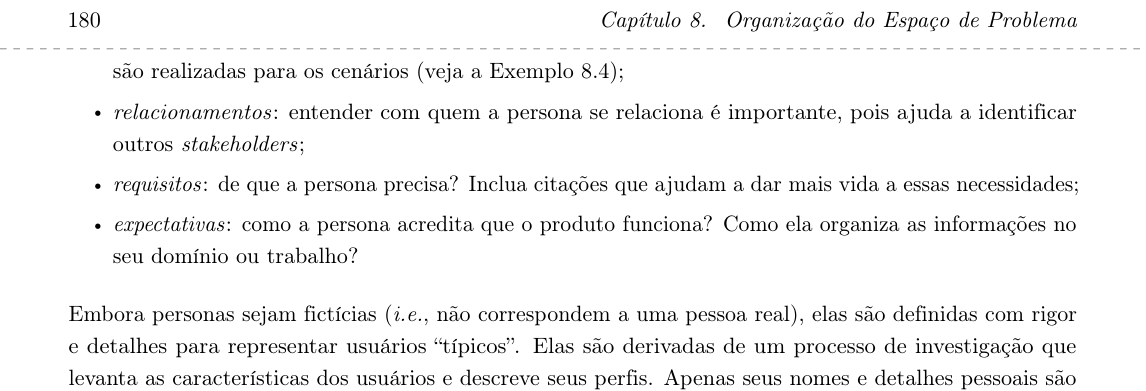 180
Capítulo 8. Organização do Espaço de Problema
são realizadas para os cenários (veja a Exemplo 8.4);
• relacionamentos: entender com quem a persona se relaciona é importante, pois ajuda a identificar
outros stakeholders;
• requisitos: de que a persona precisa? Inclua citações que ajudam a dar mais vida a essas necessidades;
• expectativas: como a persona acredita que o produto funciona? Como ela organiza as informações no
seu domínio ou trabalho?
Embora personas sejam fictícias (i.e., não correspondem a uma pessoa real), elas são definidas com rigor
e detalhes para representar usuários “típicos”. Elas são derivadas de um processo de investigação que
levanta as características dos usuários e descreve seus perfis. Apenas seus nomes e detalhes pessoais são